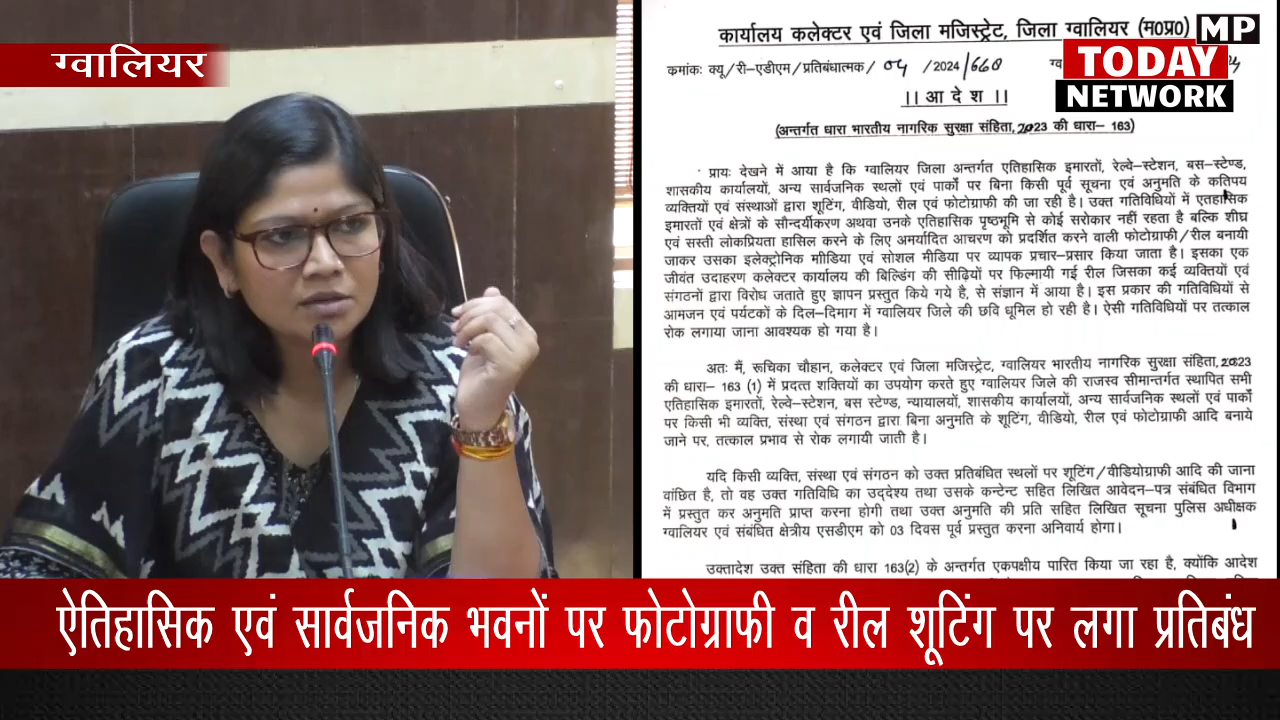 ग्वालियर
कार्यालय कलेक्टर एवं जिला मजिस्ट्रेट, जिला ग्वालियर (म0प्र0)
MP
TODAY
NETWORK
कमांकः क्यू/री–एडीएम/प्रतिबंधात्मक/ 04 /2024/660
।। आ दे श ।।
(अन्तर्गत धारा भारतीय नागरिक सुरक्षा संहिता, 2023 की धारा– 163)
प्रायः देखने में आया है कि ग्वालियर जिला अन्तर्गत एतिहासिक इमारतों, रेल्वे–स्टेशन, बस–स्टेण्ड,
शासकीय कार्यालयों, अन्य सार्वजनिक स्थलों एवं पार्कों पर बिना किसी पूर्व सूचना एवं अनुमति के कतिपय
व्यक्तियों एवं संस्थाओं द्वारा शूटिंग, वीडियो, रील एवं फोटोग्राफी की जा रही है। उक्त गतिविधियों में एतहासिक
इमारतों एवं क्षेत्रों के सौन्दर्यीकरण अथवा उनके एतिहासिक पृष्ठभूमि से कोई सरोकार नहीं रहता है बल्कि शीघ्र
एवं सस्ती लोकप्रियता हासिल करने के लिए अमर्यादित आचरण को प्रदर्शित करने वाली फोटोग्राफी/रील बनायी
जाकर उसका इलेक्ट्रोनिक माीडिया एवं सोशल मीडिया पर व्यापक प्रचार–प्रसार किया जाता है। इसका एक
जीवंत उदाहरण कलेक्टर कार्यालय की बिल्डिंग की सीढ़ियों पर फिल्मायी गई रील जिसका कई व्यक्तियों एवं
संगठनों द्वारा विरोध जताते हुए ज्ञापन प्रस्तुत किये गये है, से संज्ञान में आया है। इस प्रकार की गतिविधियों से
आमजन एवं पर्यटकों के दिल–दिमाग में ग्वालियर जिले की छवि धूमिल हो रही है। ऐसी गतिविधियों पर तत्काल
रोक लगाया जाना आवश्यक हो गया है।
अतः मैं, रूचिका चौहान, कलेक्टर एवं जिला मजिस्ट्रेट, ग्वालियर भारतीय नागरिक सुरक्षा संहिता, 2023
की धारा– 163 (1) में प्रदत्त शक्तियों का उपयोग करते हुए ग्वालियर जिले की राजस्व सीमान्तर्गत स्थापित सभी
एतिहासिक इमारतों, रेल्वे–स्टेशन, बस स्टेण्ड, न्यायालयों, शासकीय कार्यालयों, अन्य सार्वजनिक स्थलों एवं पार्कों
पर किसी भी व्यक्ति, संस्था एवं संगठन द्वारा बिना अनुमति के शूटिंग, वीडियो, रील एवं फोटोग्राफी आदि बनाये
जाने पर, तत्काल प्रभाव से रोक लगायी जाती है।
यदि किसी व्यक्ति, संस्था एवं संगठन को उक्त प्रतिबंधित स्थलों पर शूटिंग/वीडियोग्राफी आदि की जाना
वांछित है, तो वह उक्त गतिविधि का उद्देश्य तथा उसके कन्टेन्ट सहित लिखित आवेदन–पत्र संबंधित विभाग
में प्रस्तुत कर अनुमति प्राप्त करना होगी तथा उक्त अनुमति की प्रति सहित लिखित सूचना पुलिस अधीक्षक
ग्वालियर एवं संबंधित क्षेत्रीय एसडीएम को 03 दिवस पूर्व प्रस्तुत करना अनिवार्य होगा।
उक्तादेश उक्त संहिता की धारा 163(2) के अन्तर्गत एकपक्षीय पारित किया जा रहा है, क्योंकि आदेश
ऐतिहासिक एवं सार्वजनिक भवनों पर फोटोग्राफी व रील शूटिंग पर लगा प्रतिबंध